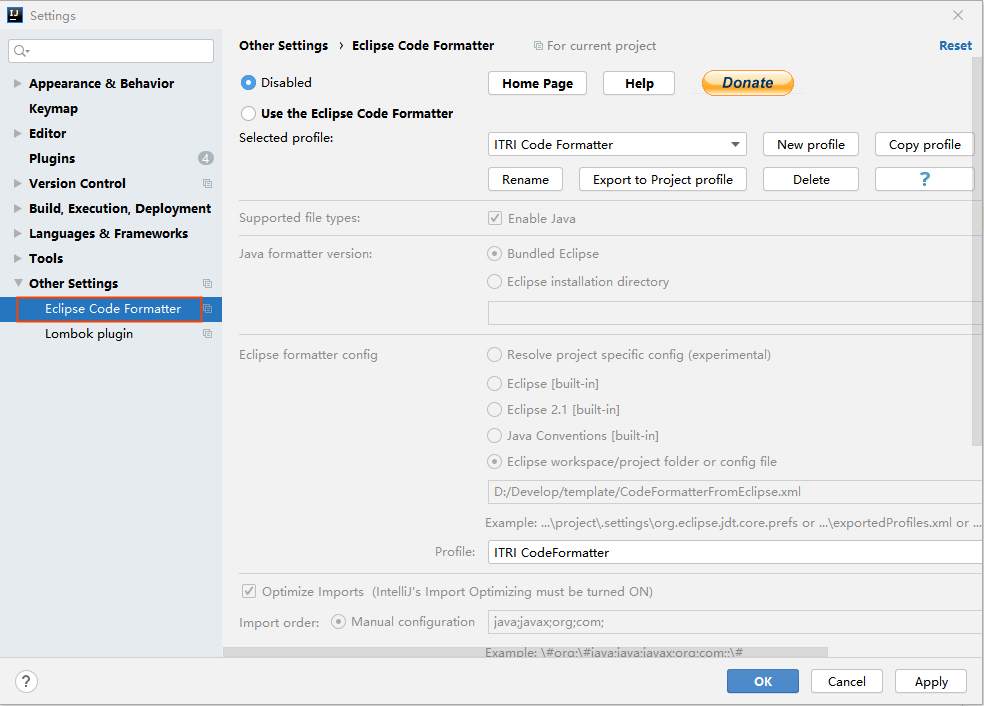 IJ Settings
Other Settings › Eclipse Code Formatter For current project Reset
Appearance & Behavior
Keymap
Editor
Plugins 4
Version Control
Build, Execution, Deployment
Languages & Frameworks
Tools
Other Settings
Eclipse Code Formatter
Lombok plugin
Disabled Home Page Help Donate
Use the Eclipse Code Formatter
Selected profile: ITRI Code Formatter New profile Copy profile
Rename Export to Project profile Delete ?
Supported file types: Enable Java
Java formatter version: Bundled Eclipse
Eclipse installation directory
Eclipse formatter config Resolve project specific config (experimental)
Eclipse [built-in]
Eclipse 2.1 [built-in]
Java Conventions [built-in]
Eclipse workspace/project folder or config file
D:/Develop/template/CodeFormatterFromEclipse.xml
Example: ...\project\.settings\org.eclipse.jdt.core.prefs or ...\exportedProfiles.xml or ...
Profile: ITRI CodeFormatter
Optimize Imports (IntelliJ's Import Optimizing must be turned ON)
Import order: Manual configuration java;javax;org;com;
Example: \#org;\#java;java;javax;org;com;;\#
? OK Cancel Apply